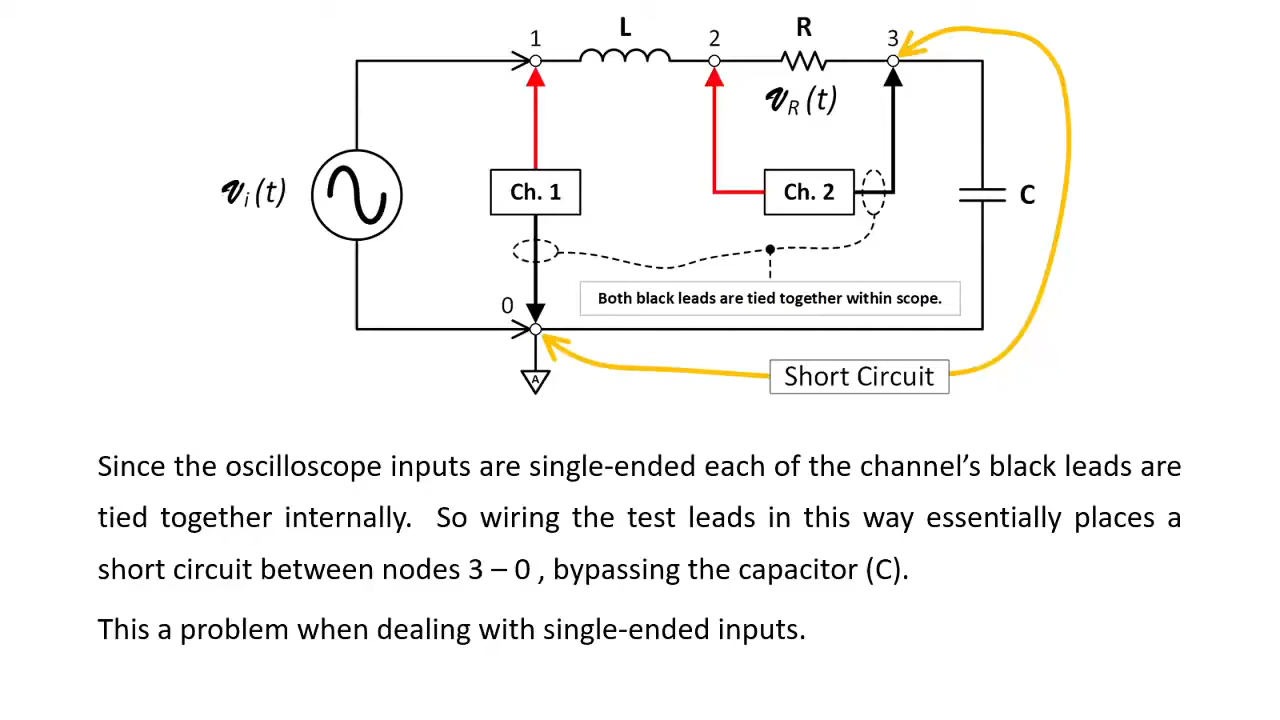 L
R
1
2
3
𝓿R (t)
𝓿i (t)
Ch. 1
Ch. 2
C
0
Both black leads are tied together within scope.
A
Short Circuit
Since the oscilloscope inputs are single-ended each of the channel’s black leads are
tied together internally. So wiring the test leads in this way essentially places a
short circuit between nodes 3 – 0 , bypassing the capacitor (C).
This a problem when dealing with single-ended inputs.